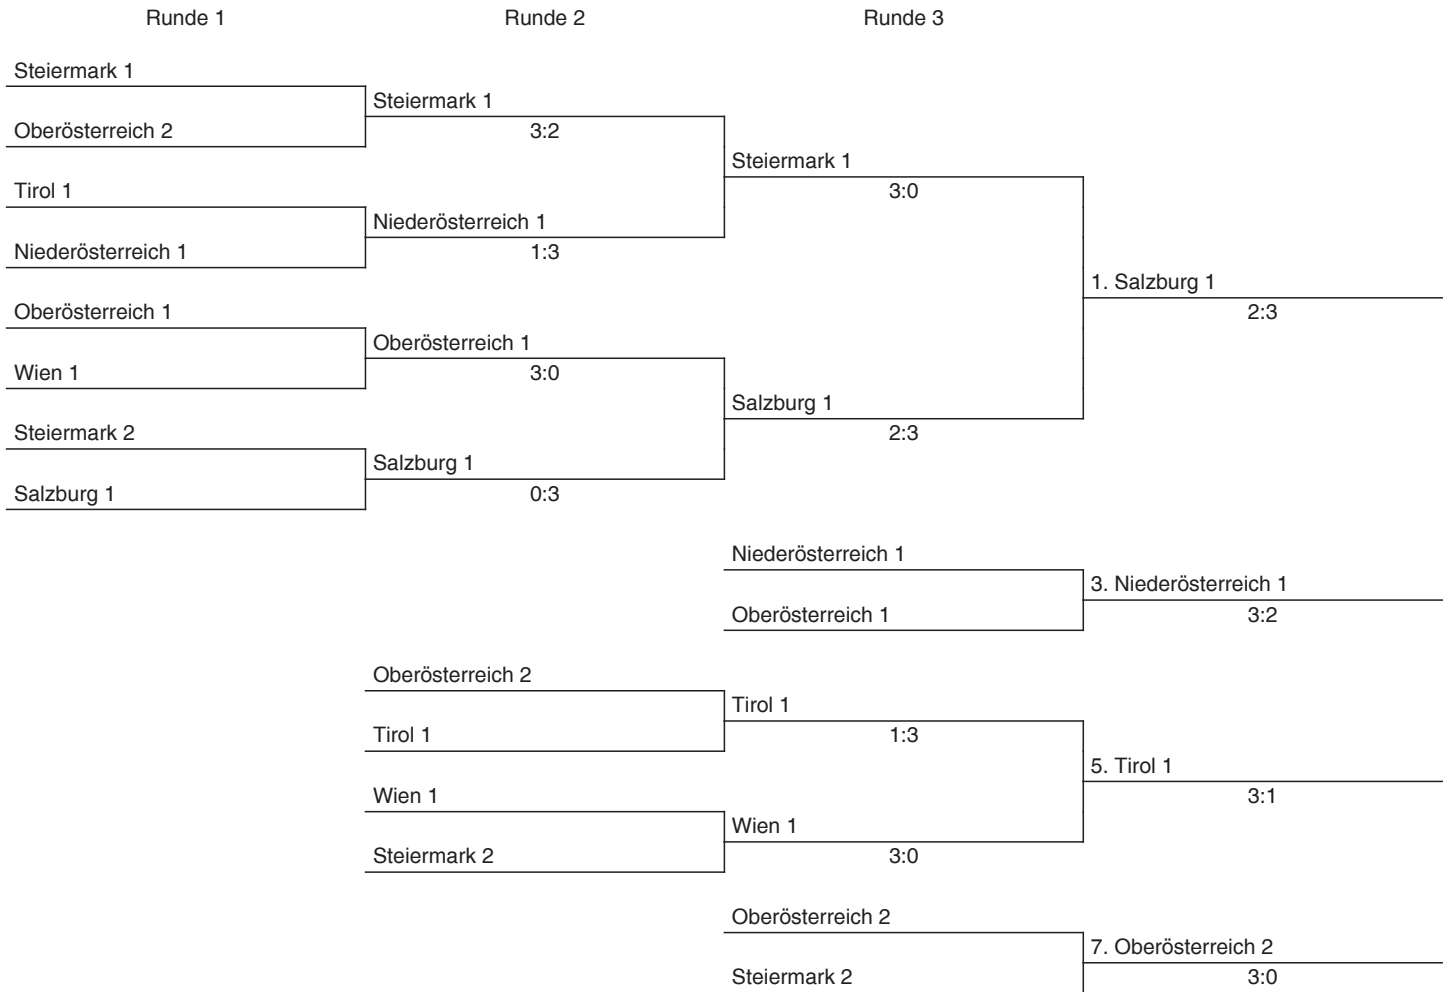 Runde 1 Runde 2 Runde 3
Steiermark 1
Steiermark 1
Oberösterreich 2 3:2
Steiermark 1
Tirol 1 3:0
Niederösterreich 1
Niederösterreich 1 1:3
1. Salzburg 1
Oberösterreich 1 2:3
Oberösterreich 1
Wien 1 3:0
Salzburg 1
Steiermark 2 2:3
Salzburg 1
Salzburg 1 0:3
Niederösterreich 1
3. Niederösterreich 1
Oberösterreich 1 3:2
Oberösterreich 2
Tirol 1
Tirol 1 1:3
5. Tirol 1
Wien 1 3:1
Wien 1
Steiermark 2 3:0
Oberösterreich 2
7. Oberösterreich 2
Steiermark 2 3:0